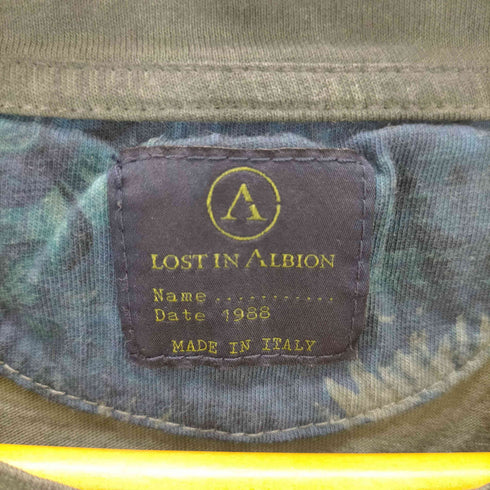 A
LOST IN ALBION
Name ...........
Date 1988
MADE IN ITALY